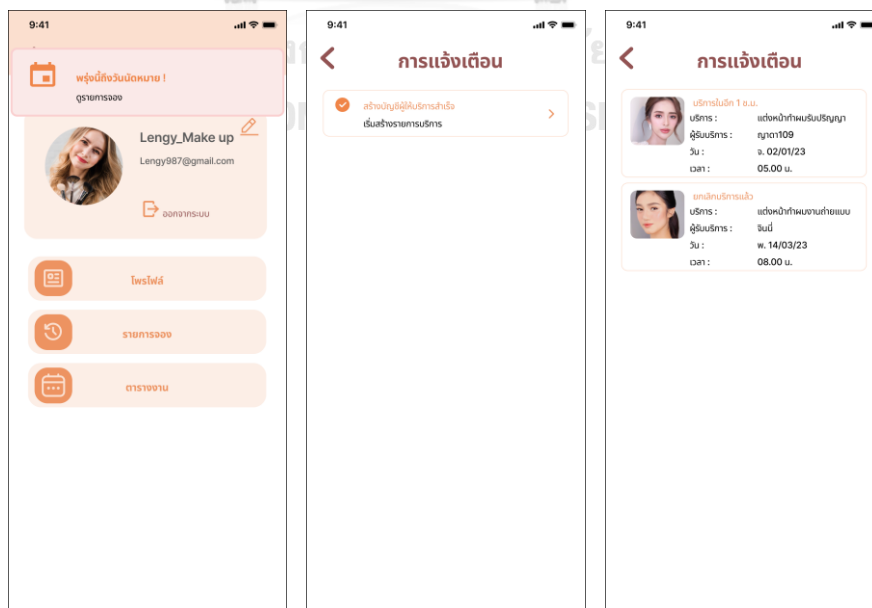 9:41
พรุ่งนี้ถึงวันนัดหมาย !
ดูรายการจอง
Lengy_Make up
Lengy987@gmail.com
ออกจากระบบ
โพรไฟล์
รายการจอง
ตารางงาน
9:41
การแจ้งเตือน
สร้างบัญชีผู้ให้บริการสำเร็จ
เริ่มสร้างรายการบริการ
9:41
การแจ้งเตือน
บริการในอีก 1 ช.ม.
บริการ : แต่งหน้าทำผมรับปริญญา
ผู้รับบริการ : ญาดา109
วัน : จ. 02/01/23
เวลา : 05.00 น.
ยกเลิกบริการแล้ว
บริการ : แต่งหน้าทำผมงานถ่ายแบบ
ผู้รับบริการ : จินนี่
วัน : พ. 14/03/23
เวลา : 08.00 น.